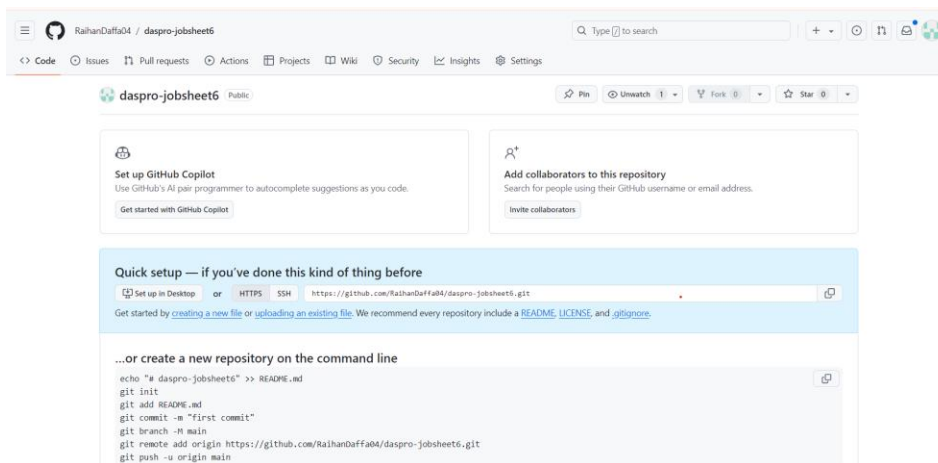 RaihanDaffa04 / daspro-jobsheet6
Type / to search
<> Code Issues Pull requests Actions Projects Wiki Security Insights Settings
daspro-jobsheet6 Public
Pin Unwatch 1 Fork 0 Star 0
Set up GitHub Copilot
Use GitHub's AI pair programmer to autocomplete suggestions as you code.
Get started with GitHub Copilot
Add collaborators to this repository
Search for people using their GitHub username or email address.
Invite collaborators
Quick setup — if you've done this kind of thing before
Set up in Desktop or HTTPS SSH https://github.com/RaihanDaffa04/daspro-jobsheet6.git
Get started by creating a new file or uploading an existing file. We recommend every repository include a README, LICENSE, and .gitignore.
...or create a new repository on the command line
echo "# daspro-jobsheet6" >> README.md
git init
git add README.md
git commit -m "first commit"
git branch -M main
git remote add origin https://github.com/RaihanDaffa04/daspro-jobsheet6.git
git push -u origin main